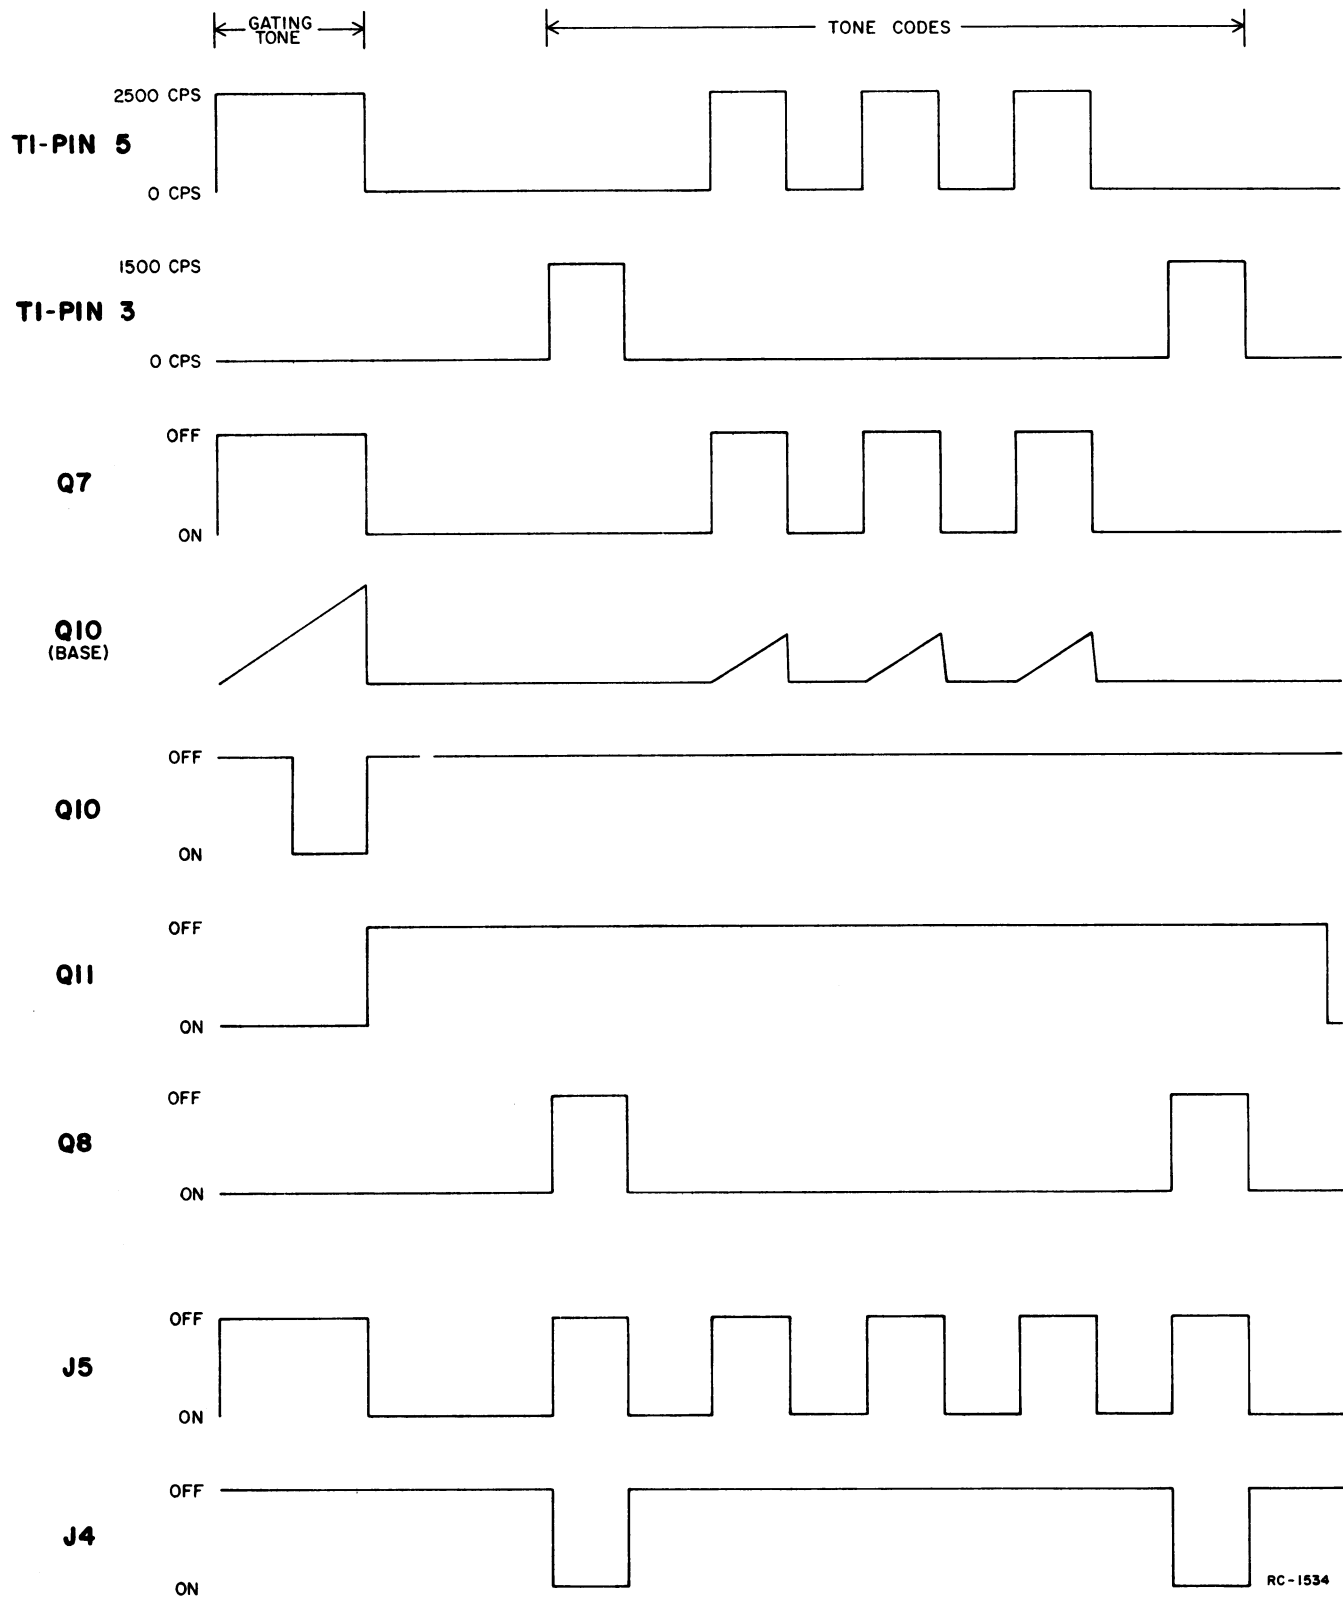 GATING
TONE
TONE CODES
2500 CPS
T1-PIN 5
0 CPS
1500 CPS
T1-PIN 3
0 CPS
OFF
Q7
ON
Q10
(BASE)
OFF
Q10
ON
OFF
Q11
ON
OFF
Q8
ON
OFF
J5
ON
OFF
J4
ON
RC-1534